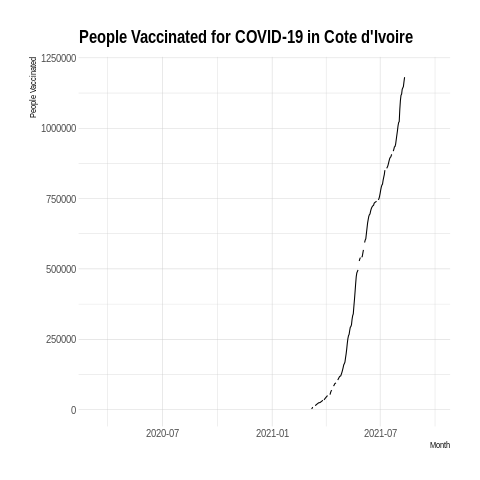 People Vaccinated for COVID-19 in Cote d'Ivoire
People Vaccinated
1250000
1000000
750000
500000
250000
0
2020-07 2021-01 2021-07
Month